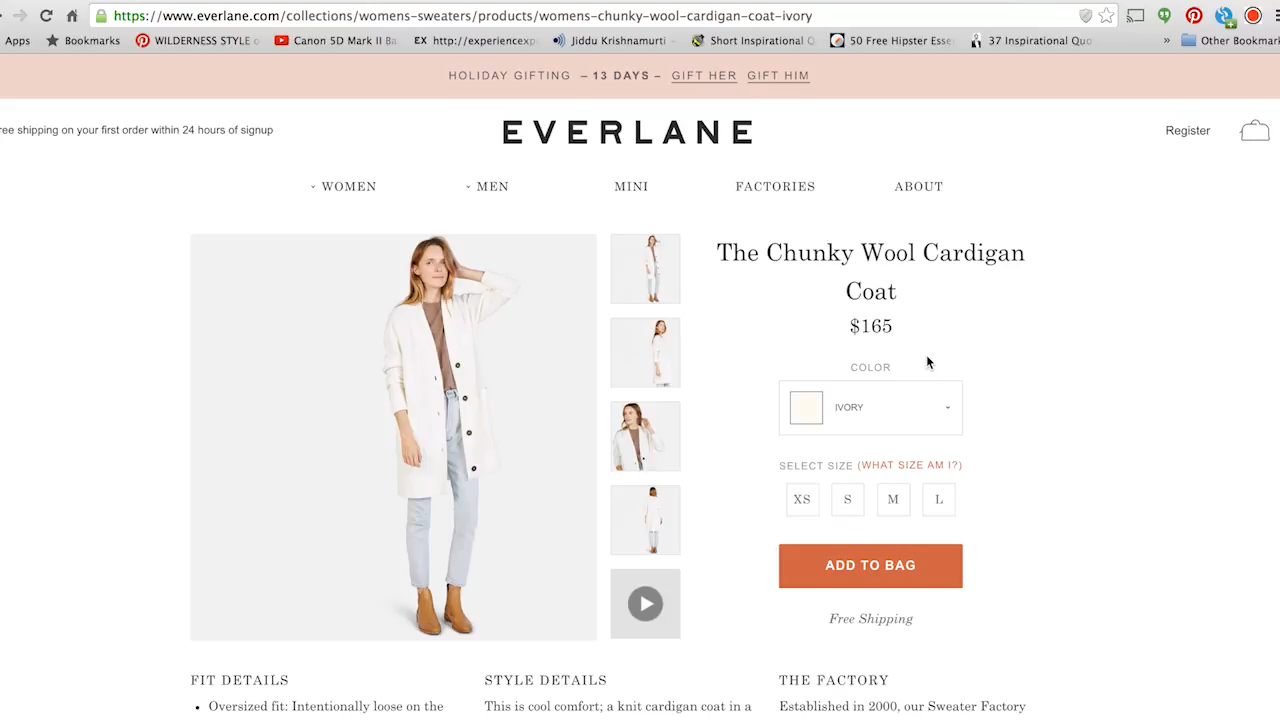 https://www.everlane.com/collections/womens-sweaters/products/womens-chunky-wool-cardigan-coat-ivory
Apps Bookmarks WILDERNESS STYLE Canon 5D Mark II Ba EX http://experienceexp Jiddu Krishnamurti - Short Inspirational Q 50 Free Hipster Esse 37 Inspirational Quo » Other Bookmark
HOLIDAY GIFTING – 13 DAYS – GIFT HER GIFT HIM
ree shipping on your first order within 24 hours of signup
EVERLANE
Register
WOMEN MEN MINI FACTORIES ABOUT
The Chunky Wool Cardigan
Coat
$165
COLOR
IVORY
SELECT SIZE (WHAT SIZE AM I?)
XS S M L
ADD TO BAG
Free Shipping
FIT DETAILS
• Oversized fit: Intentionally loose on the
STYLE DETAILS
This is cool comfort; a knit cardigan coat in a
THE FACTORY
Established in 2000, our Sweater Factory